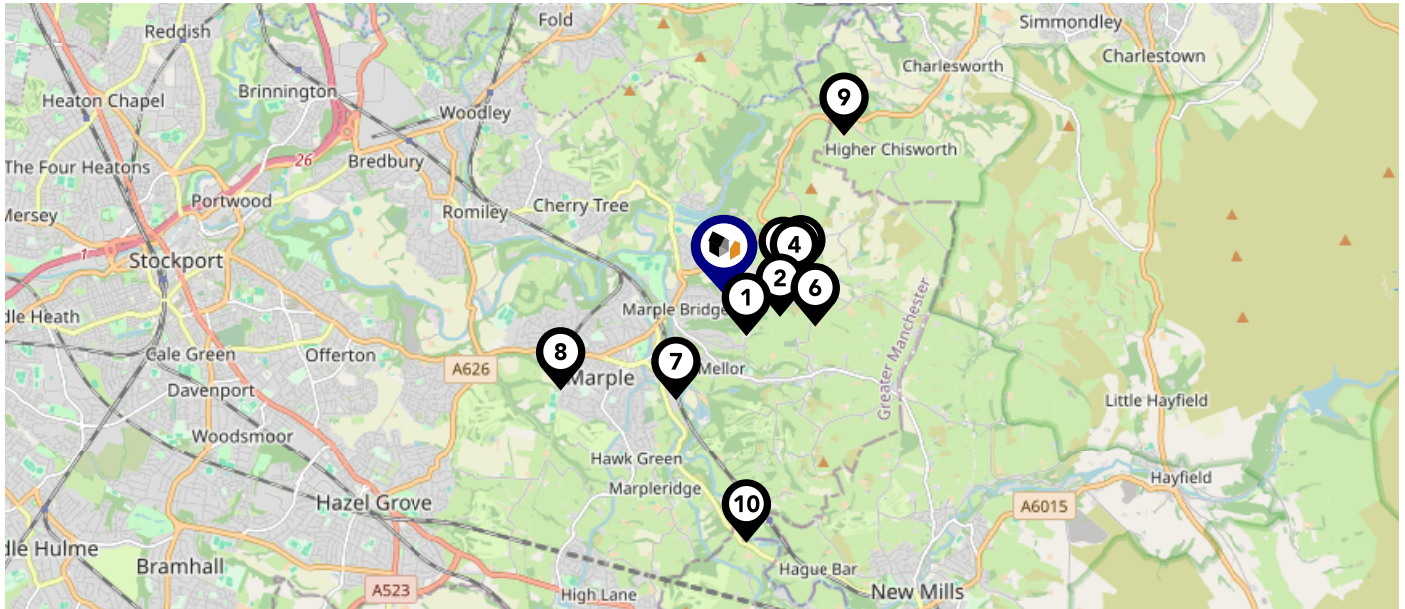 Fold
Simmondley
Reddish
Charlestown
Charlesworth
Brinnington
Heaton Chapel
9
Woodley
Higher Chisworth
26
Bredbury
The Four Heatons
Portwood
Cherry Tree
Romiley
Mersey
4
1
Stockport
2
6
1
Marple Bridge
dle Heath
Greater Manchester
Cale Green
Offerton
8
7
A626
Mellor
Marple
Davenport
Little Hayfield
Woodsmoor
Hawk Green
Hayfield
Marpleridge
Hazel Grove
10
A6015
dle Hulme
Bramhall
Hague Bar
A523
High Lane
New Mills